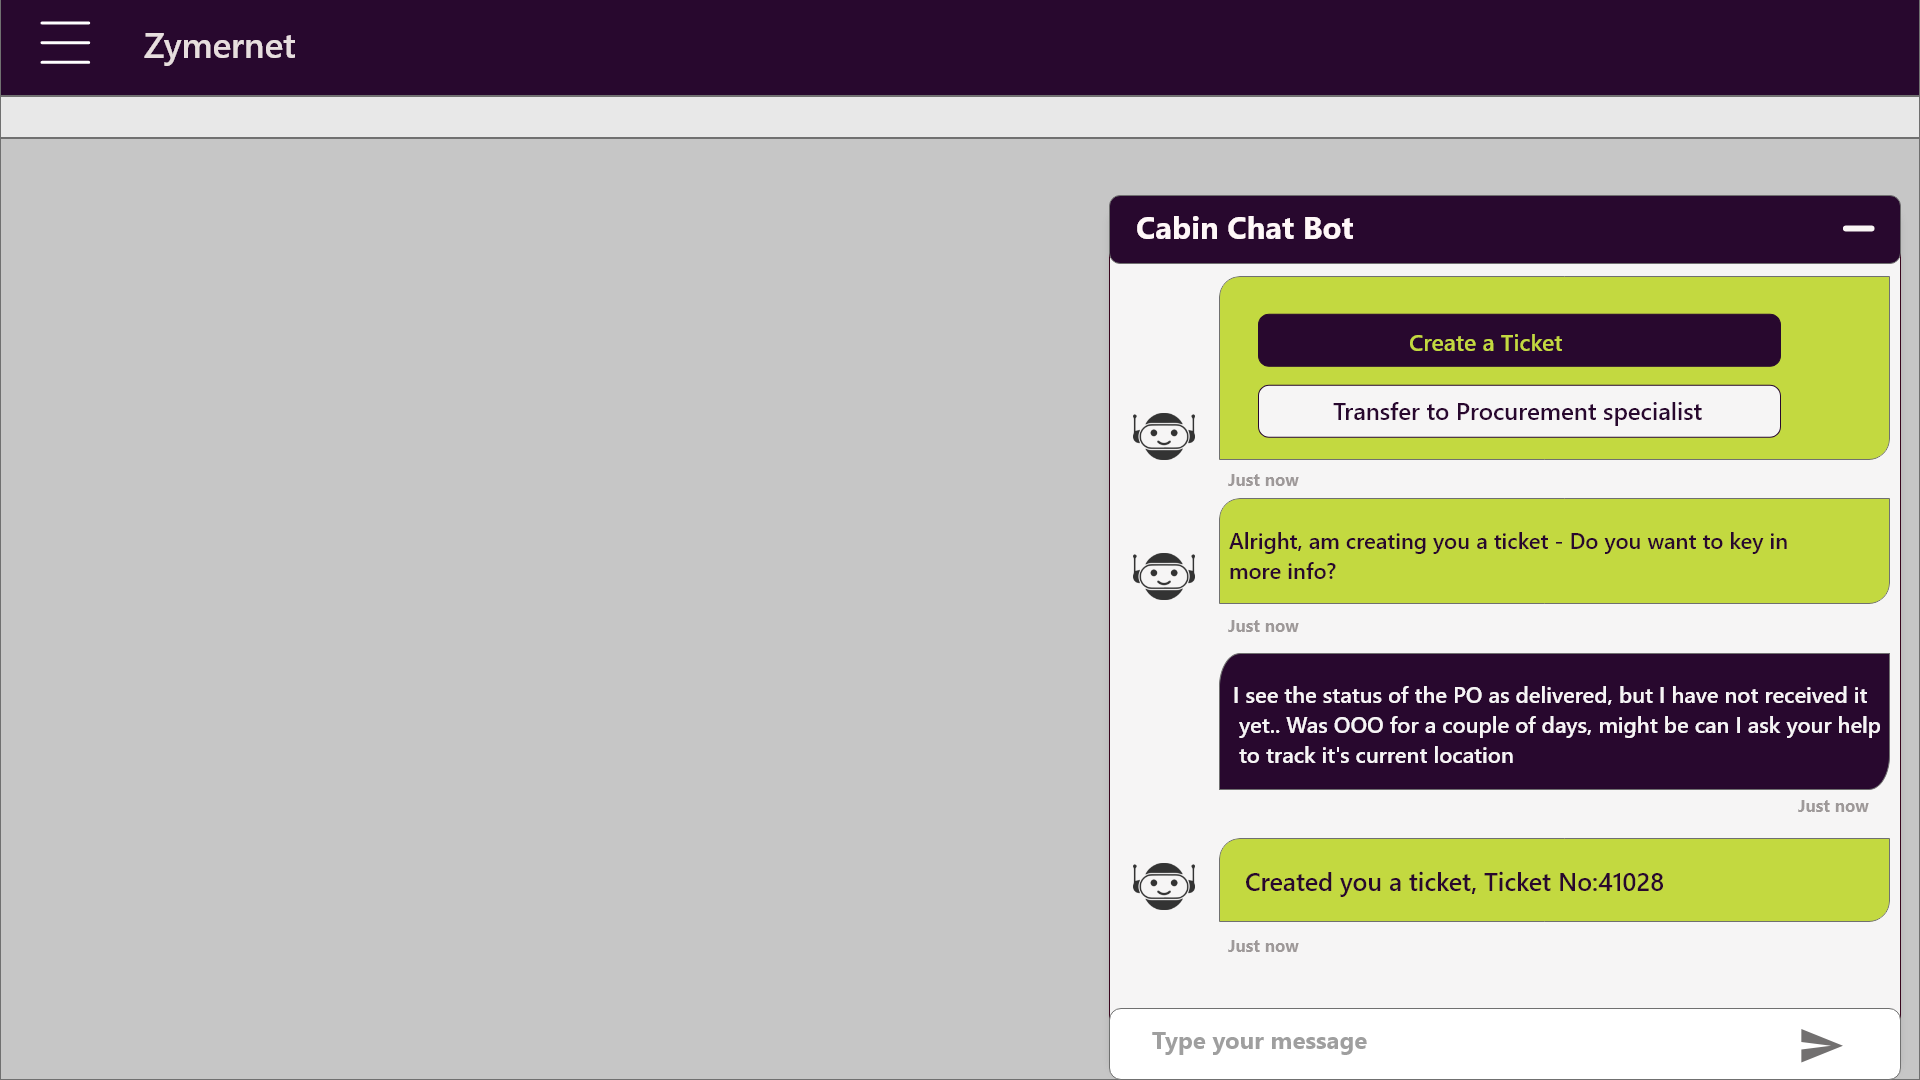 Zymernet
Cabin Chat Bot
Create a Ticket
Transfer to Procurement specialist
Just now
Alright, am creating you a ticket - Do you want to key in
more info?
Just now
I see the status of the PO as delivered, but I have not received it
yet.. Was OOO for a couple of days, might be can I ask your help
to track it's current location
Just now
Created you a ticket, Ticket No:41028
Just now
Type your message